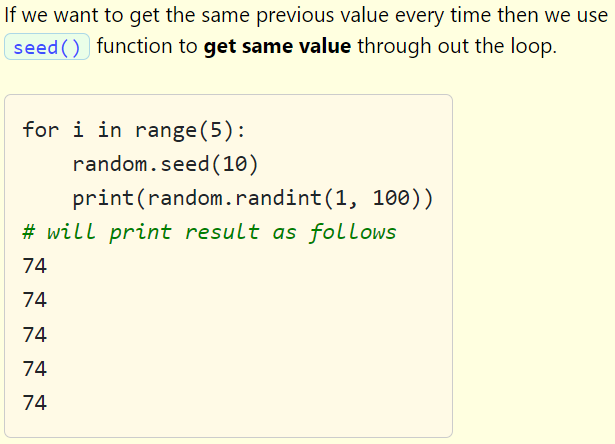 If we want to get the same previous value every time then we use
seed() function to get same value through out the loop.
for i in range(5):
    random.seed(10)
    print(random.randint(1, 100))
# will print result as follows
74
74
74
74
74